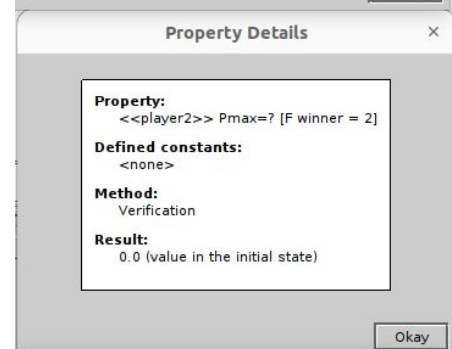 Property Details
×
Property:
<<player2>> Pmax=? [F winner = 2]
Defined constants:
<none>
Method:
Verification
Result:
0.0 (value in the initial state)
Okay